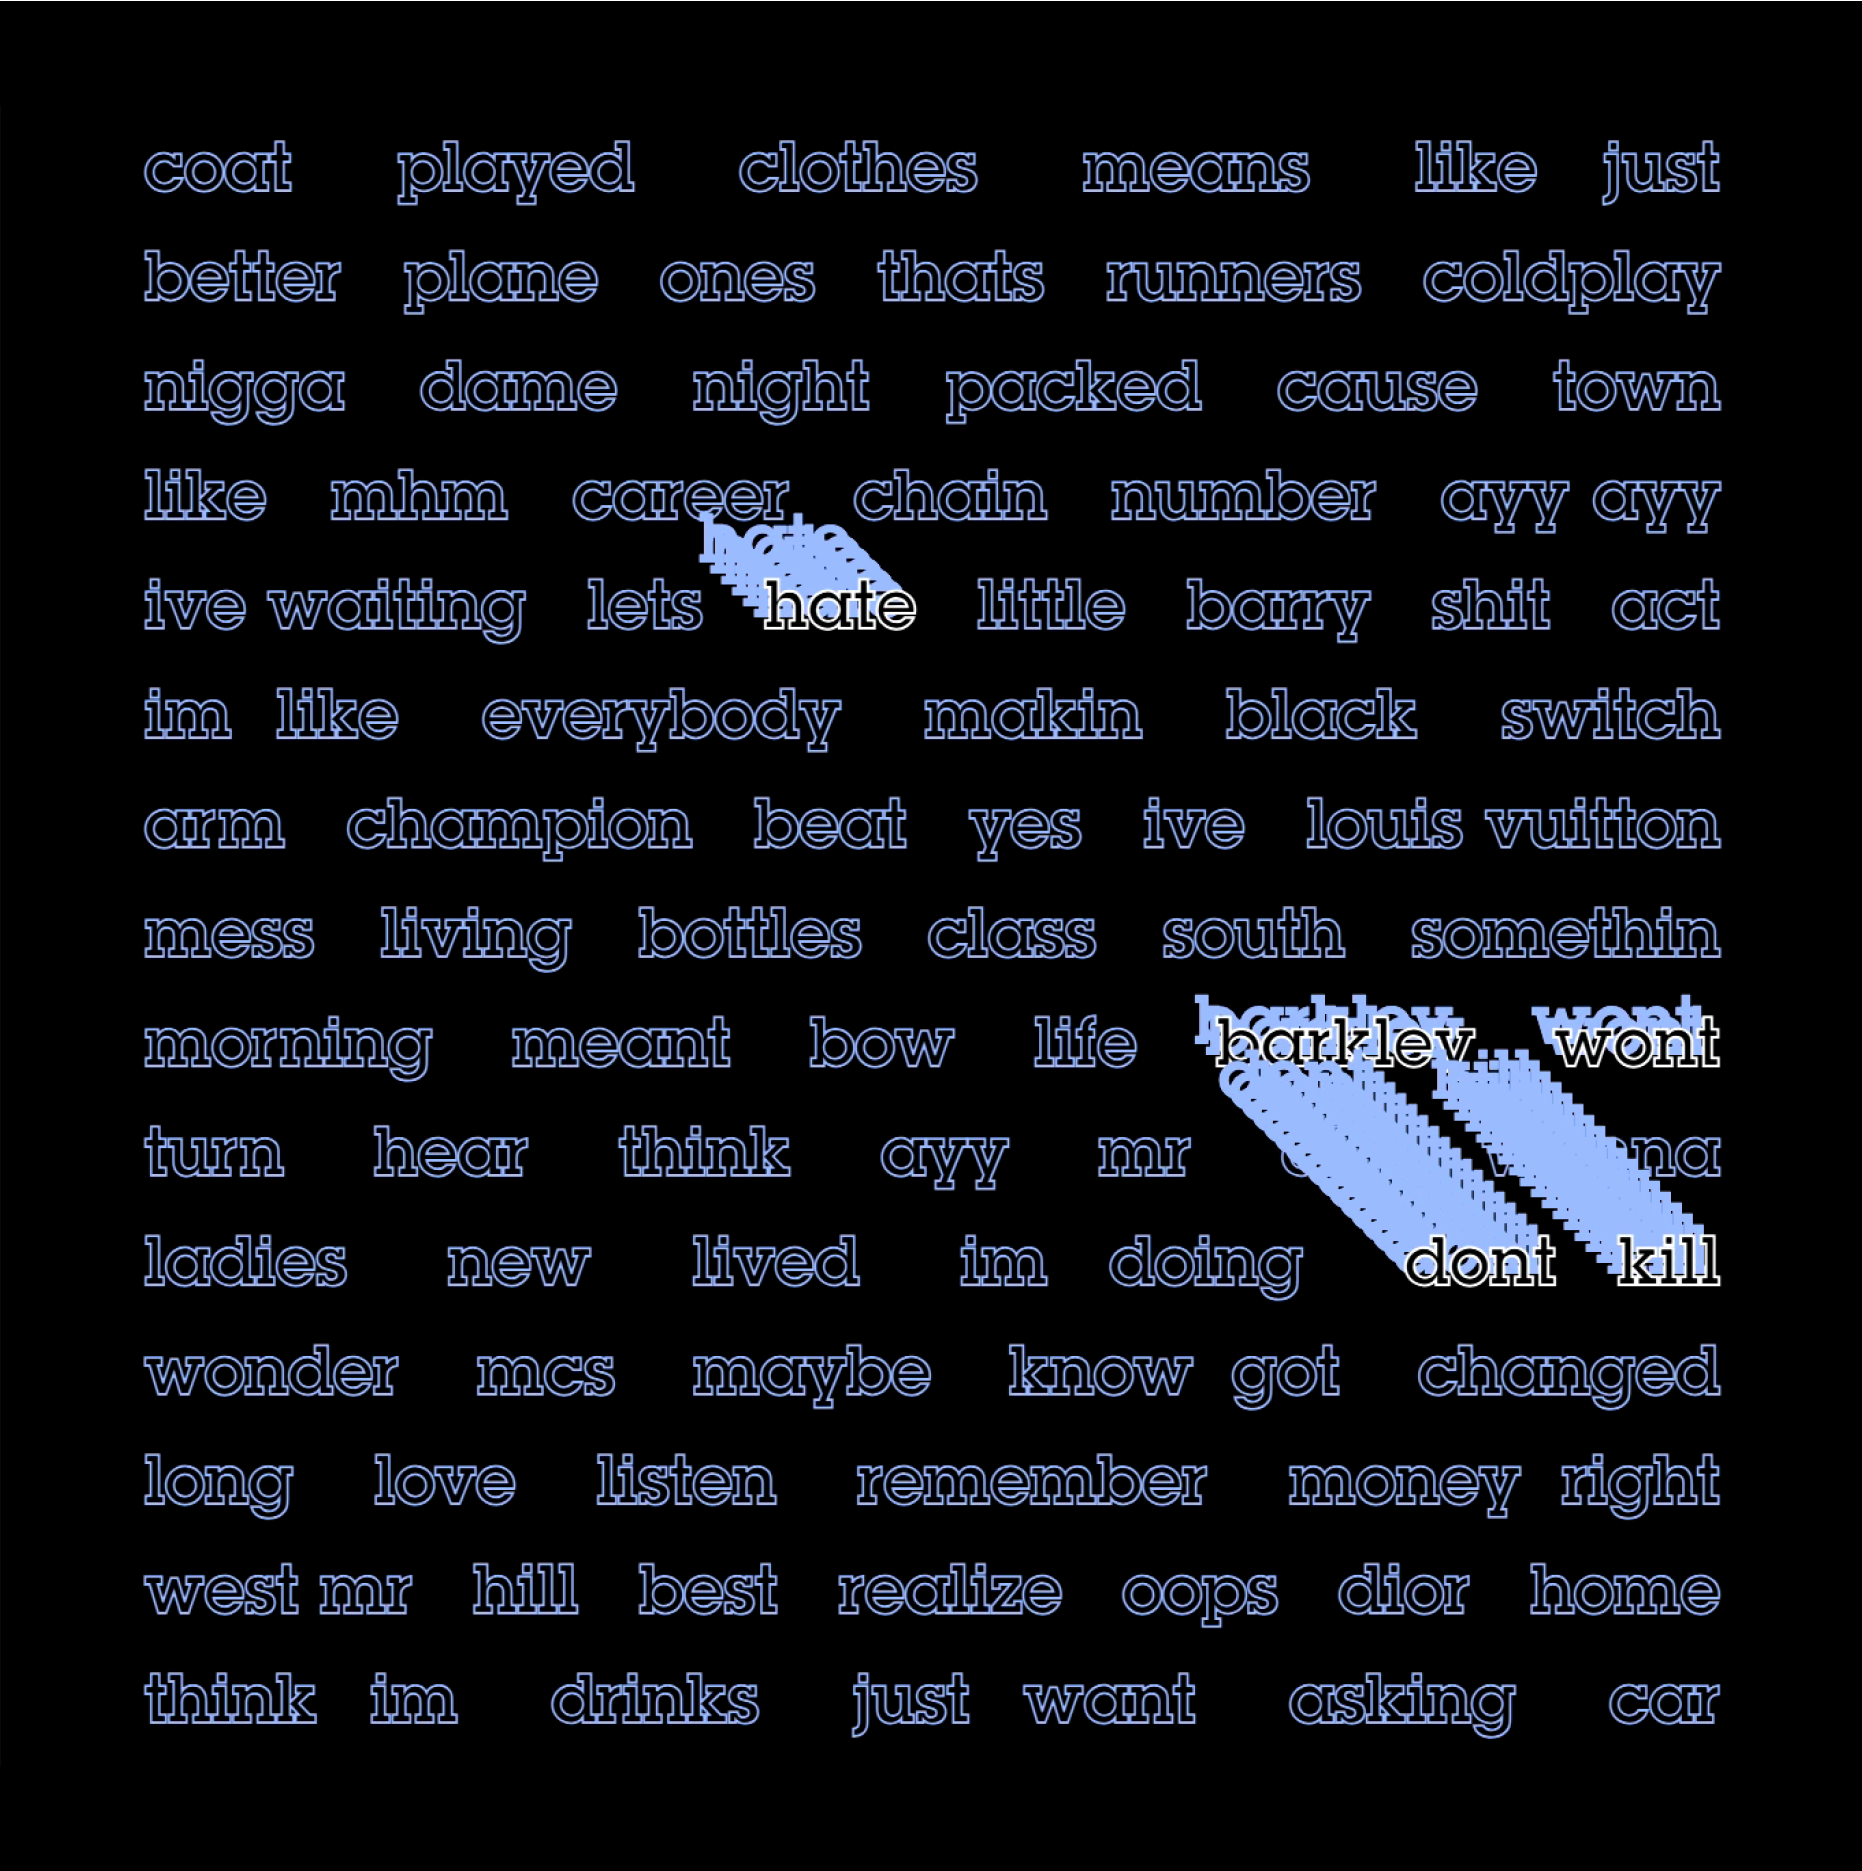 coat played clothes means like just
better plane ones thats runners coldplay
nigga dame night packed cause town
like mhm career chain number ayy ayy
ive waiting lets hate little barry shit act
im like everybody makin black switch
arm champion beat yes ive louis vuitton
mess living bottles class south somethin
morning meant bow life barkley wont
turn hear think ayy mr
ladies new lived im doing dont kill
wonder mcs maybe know got changed
long love listen remember money right
west mr hill best realize oops dior home
think im drinks just want asking car